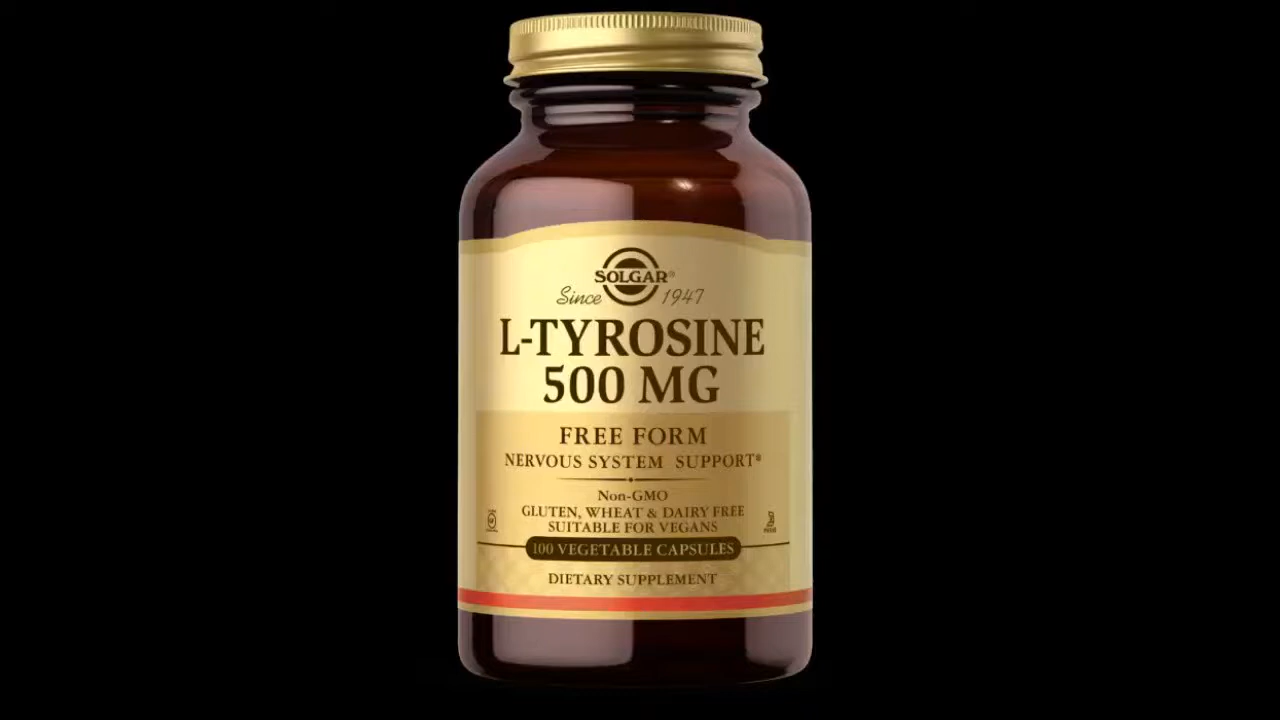 SOLGAR®
Since 1947
L-TYROSINE
500 MG
FREE FORM
NERVOUS SYSTEM SUPPORT*
Non-GMO
GLUTEN, WHEAT & DAIRY FREE
SUITABLE FOR VEGANS
100 VEGETABLE CAPSULES
DIETARY SUPPLEMENT